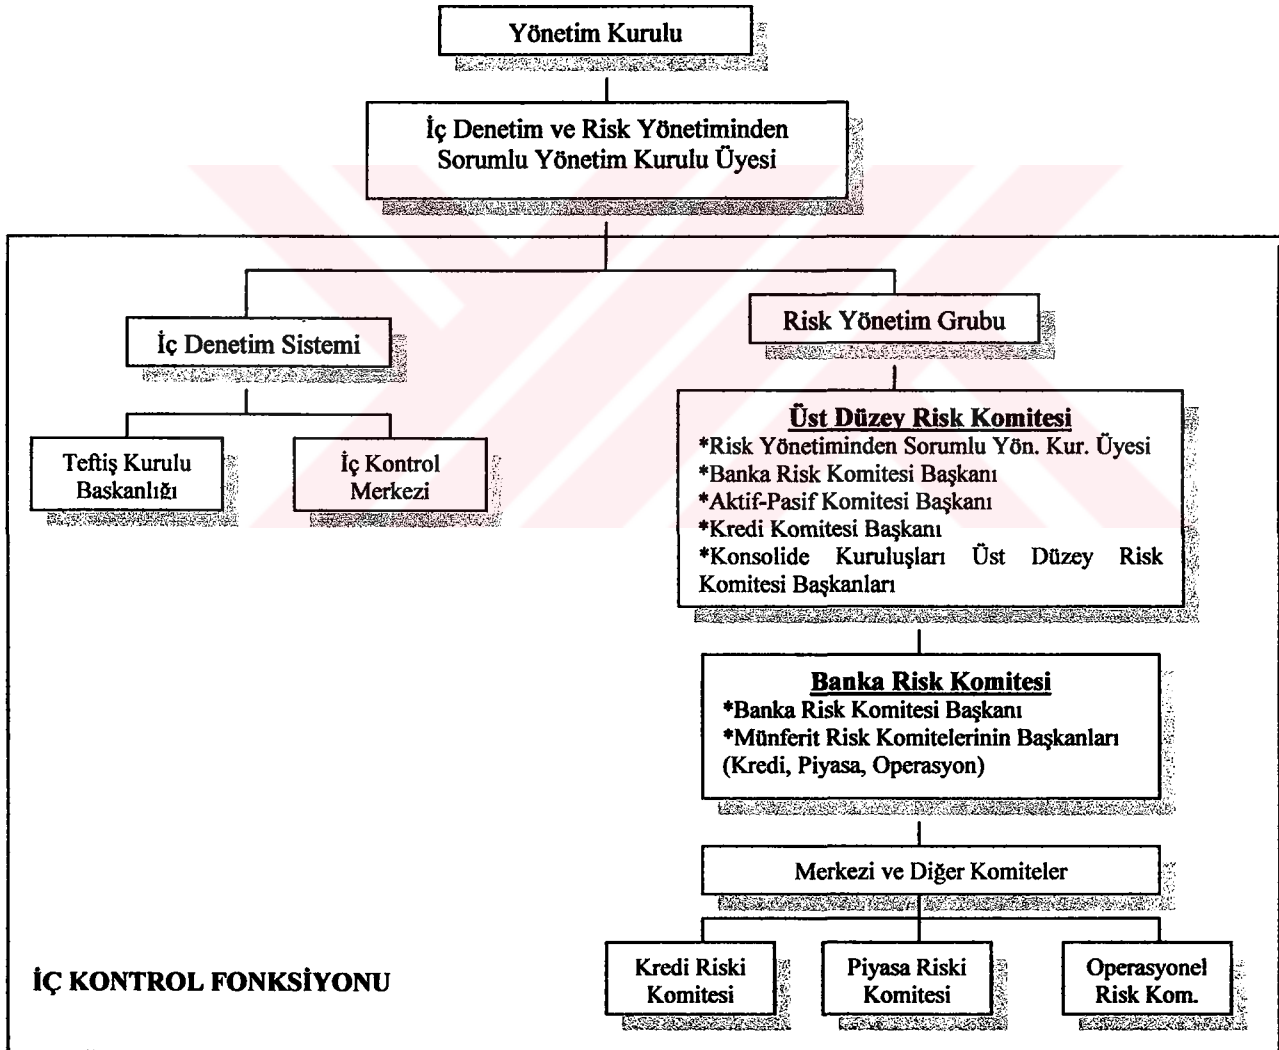 Yönetim Kurulu
İç Denetim ve Risk Yönetiminden
Sorumlu Yönetim Kurulu Üyesi
İç Denetim Sistemi
Risk Yönetim Grubu
Teftiş Kurulu
Baskanlığı
İç Kontrol
Merkezi
Üst Düzey Risk Komitesi
*Risk Yönetiminden Sorumlu Yön. Kur. Üyesi
*Banka Risk Komitesi Başkanı
*Aktif-Pasif Komitesi Başkanı
*Kredi Komitesi Başkanı
*Konsolide Kuruluşları Üst Düzey Risk
Komitesi Başkanları
Banka Risk Komitesi
*Banka Risk Komitesi Başkanı
*Münferit Risk Komitelerinin Başkanları
(Kredi, Piyasa, Operasyon)
Merkezi ve Diğer Komiteler
Kredi Riski
Komitesi
Piyasa Riski
Komitesi
Operasyonel
Risk Kom.
İÇ KONTROL FONKSİYONU